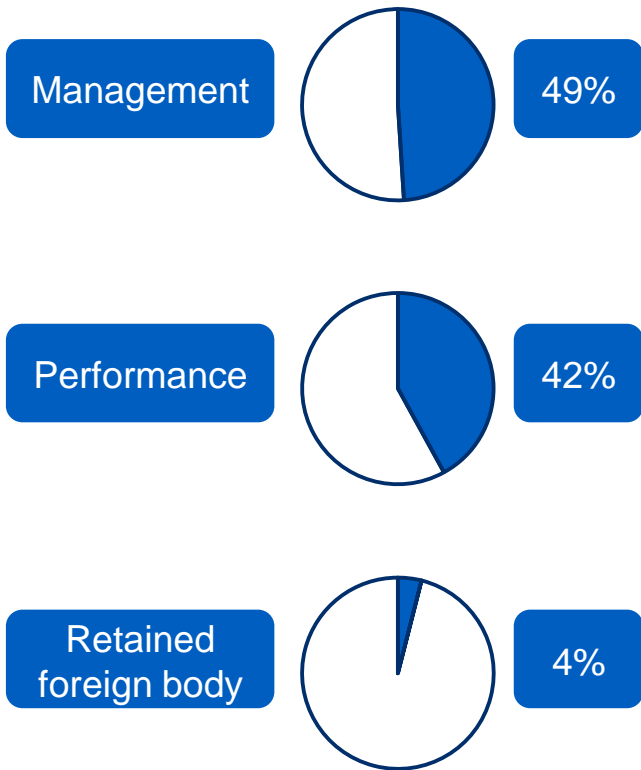 Management
49%
Performance
42%
Retained
foreign body
4%